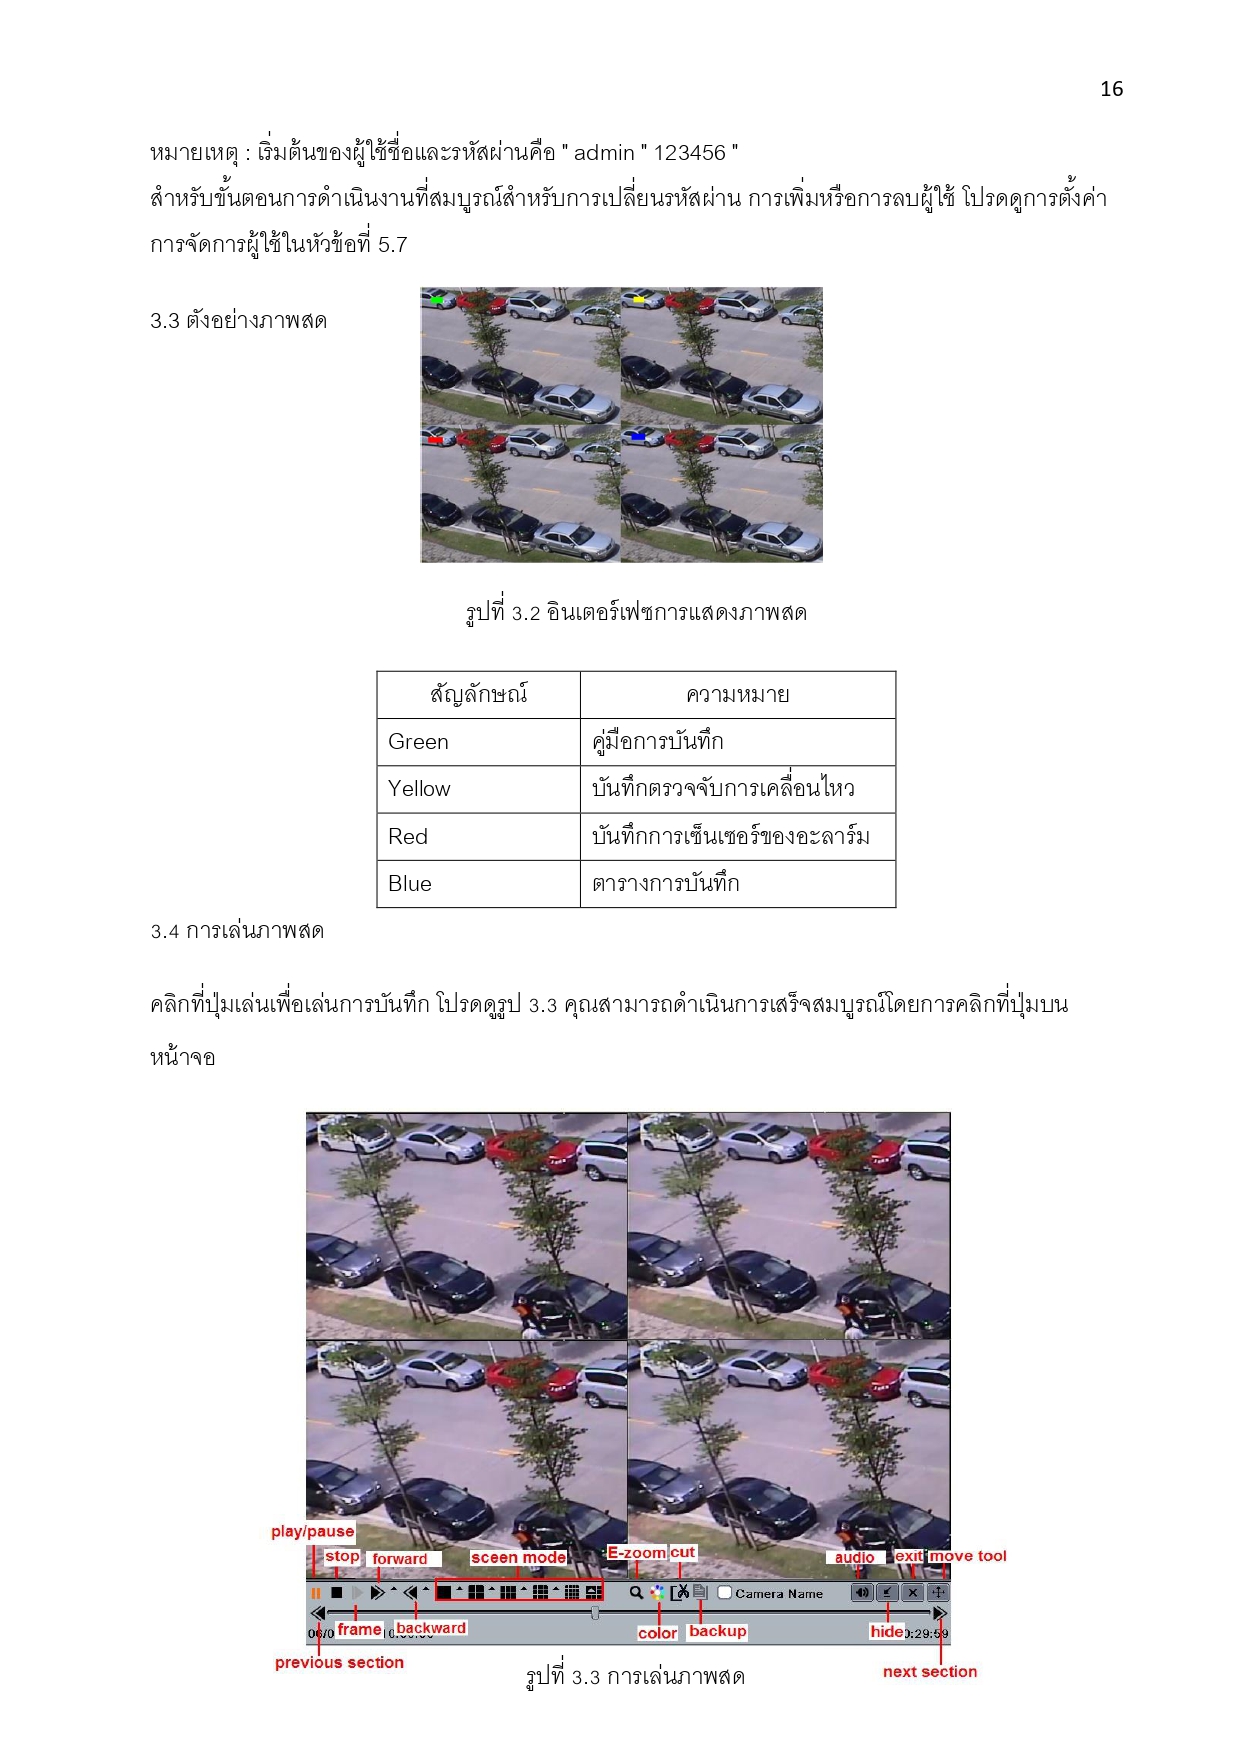 16
หมายเหตุ : เริ่มต้นของผู้ใช้ชื่อและรหัสผ่านคือ " admin " 123456 "
สำหรับขั้นตอนการดำเนินงานที่สมบูรณ์สำหรับการเปลี่ยนรหัสผ่าน การเพิ่มหรือการลบผู้ใช้ โปรดดูการตั้งค่า
การจัดการผู้ใช้ในหัวข้อที่ 5.7
3.3 ตังอย่างภาพสด
รูปที่ 3.2 อินเตอร์เฟซการแสดงภาพสด
สัญลักษณ์ ความหมาย
Green คู่มือการบันทึก
Yellow บันทึกตรวจจับการเคลื่อนไหว
Red บันทึกการเซ็นเซอร์ของอะลาร์ม
Blue ตารางการบันทึก
3.4 การเล่นภาพสด
คลิกที่ปุ่มเล่นเพื่อเล่นการบันทึก โปรดดูรูป 3.3 คุณสามารถดำเนินการเสร็จสมบูรณ์โดยการคลิกที่ปุ่มบน
หน้าจอ
play/pause
stop forward sceen mode E-zoom cut audio exit move tool
Camera Name
frame backward color backup hide
0:29:59
previous section next section
รูปที่ 3.3 การเล่นภาพสด